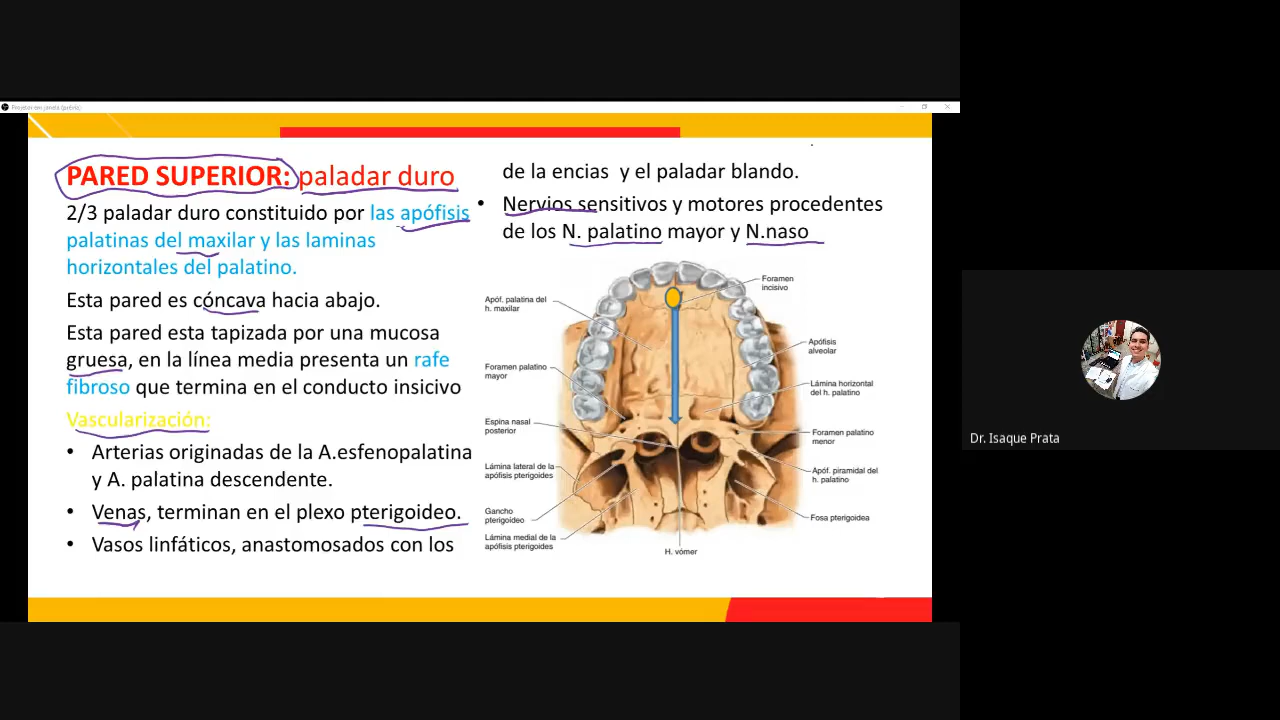 Projetor em janela (prévia)
PARED SUPERIOR: paladar duro
2/3 paladar duro constituido por las apófisis
palatinas del maxilar y las laminas
horizontales del palatino.
Esta pared es cóncava hacia abajo.
Esta pared esta tapizada por una mucosa
gruesa, en la línea media presenta un rafe
fibroso que termina en el conducto insicivo
Vascularización:
• Arterias originadas de la A.esfenopalatina
y A. palatina descendente.
• Venas, terminan en el plexo pterigoideo.
• Vasos linfáticos, anastomosados con los
de la encias y el paladar blando.
• Nervios sensitivos y motores procedentes
de los N. palatino mayor y N.naso
Apóf. palatina del
h. maxilar
Foramen palatino
mayor
Espina nasal
posterior
Lámina lateral de la
apófisis pterigoides
Gancho
pterigoideo
Lámina medial de la
apófisis pterigoides
Foramen
incisivo
Apófisis
alveolar
Lámina horizontal
del h. palatino
Foramen palatino
menor
Apóf. piramidal del
h. palatino
Fosa pterigoidea
H. vómer
Dr. Isaque Prata